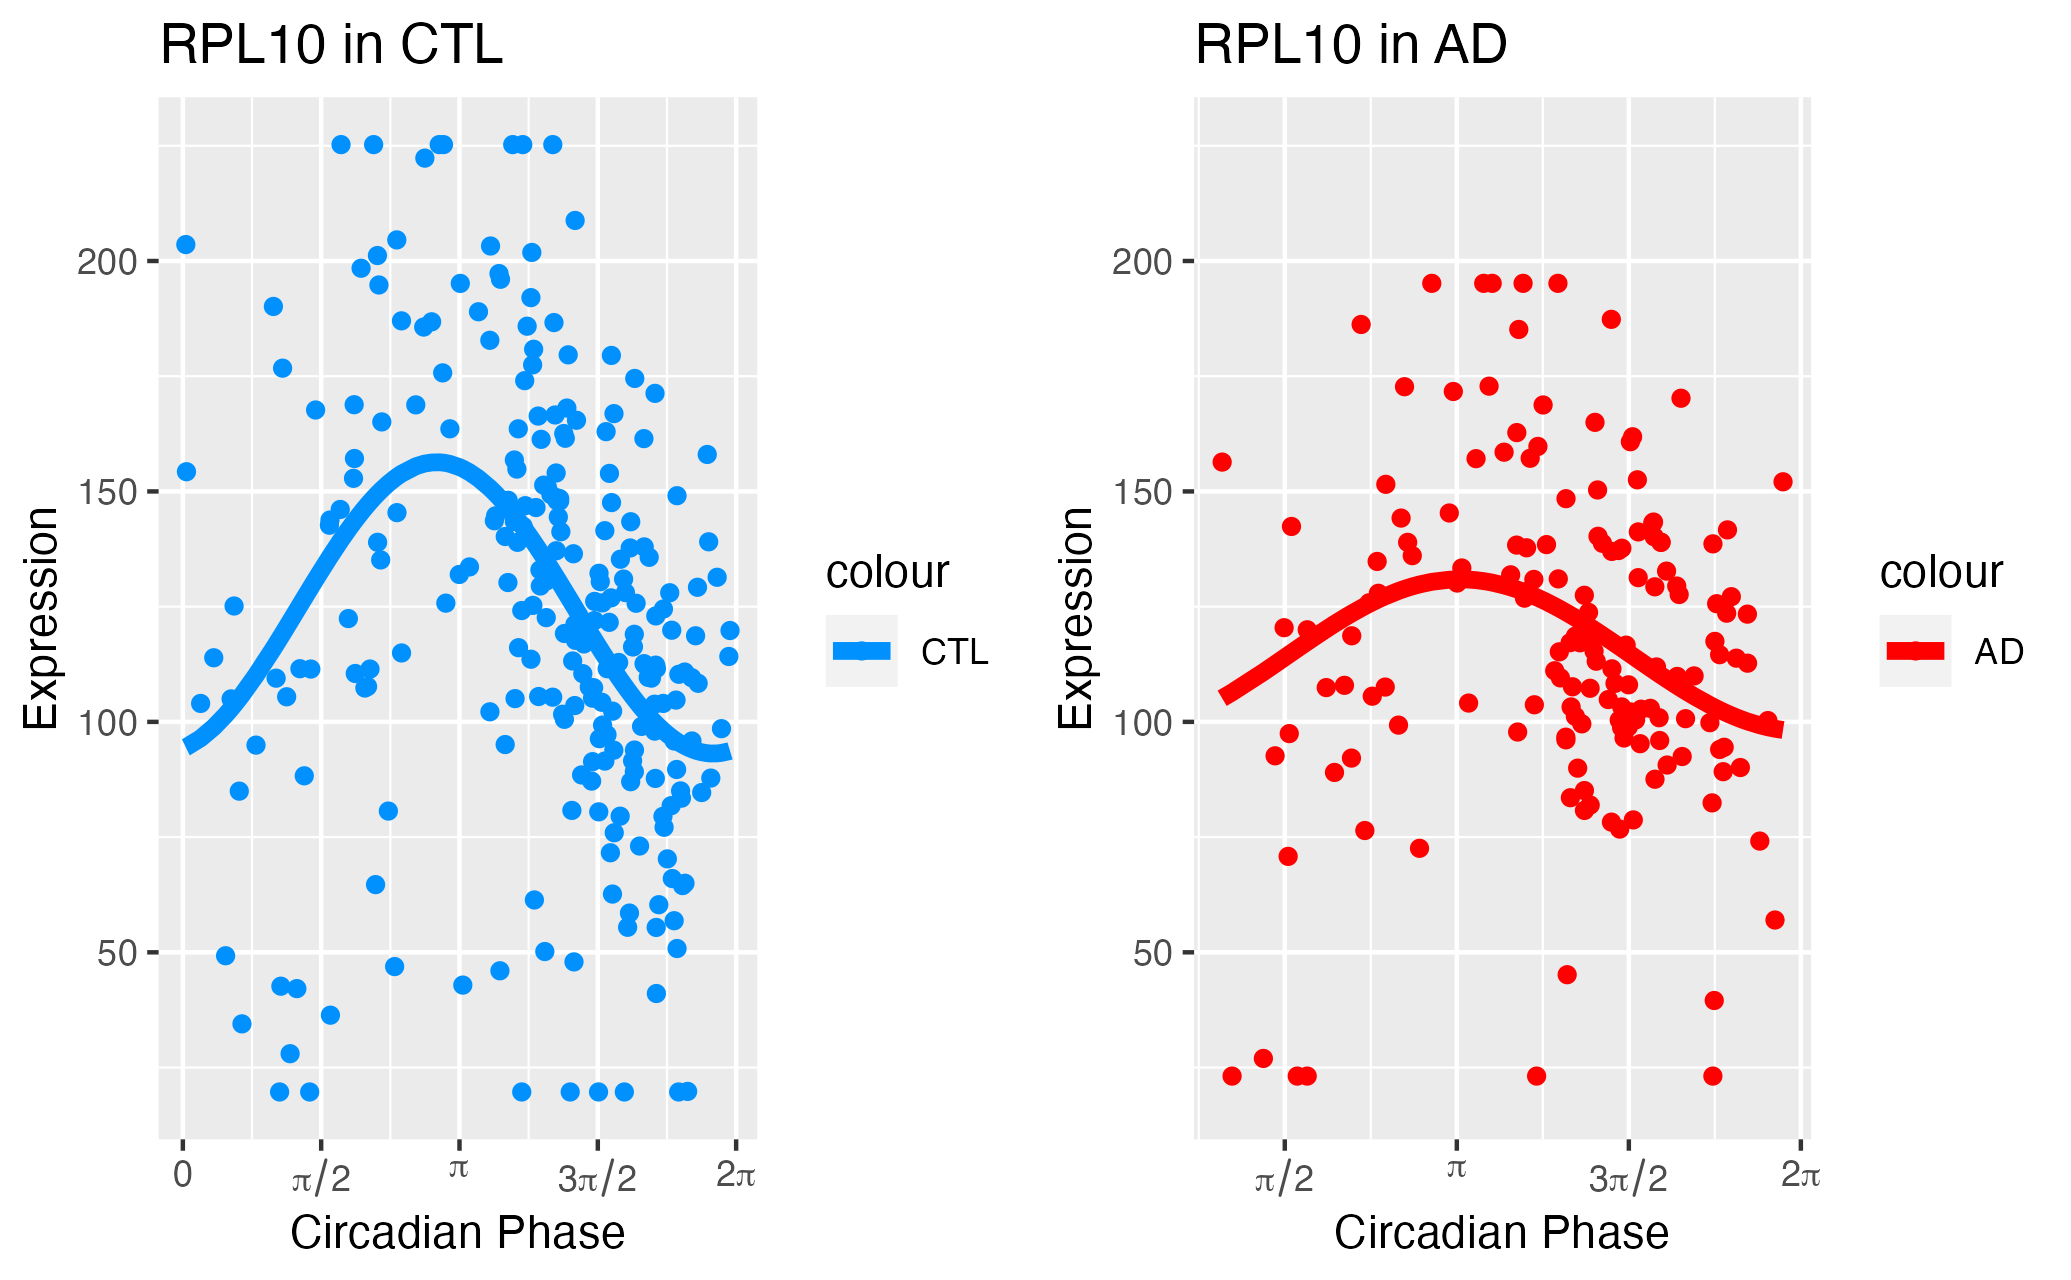 RPL10 in CTL
Expression
200
150
100
50
0
π/2
π
3π/2
2π
Circadian Phase
colour
CTL
RPL10 in AD
Expression
200
150
100
50
π/2
π
3π/2
2π
Circadian Phase
colour
AD